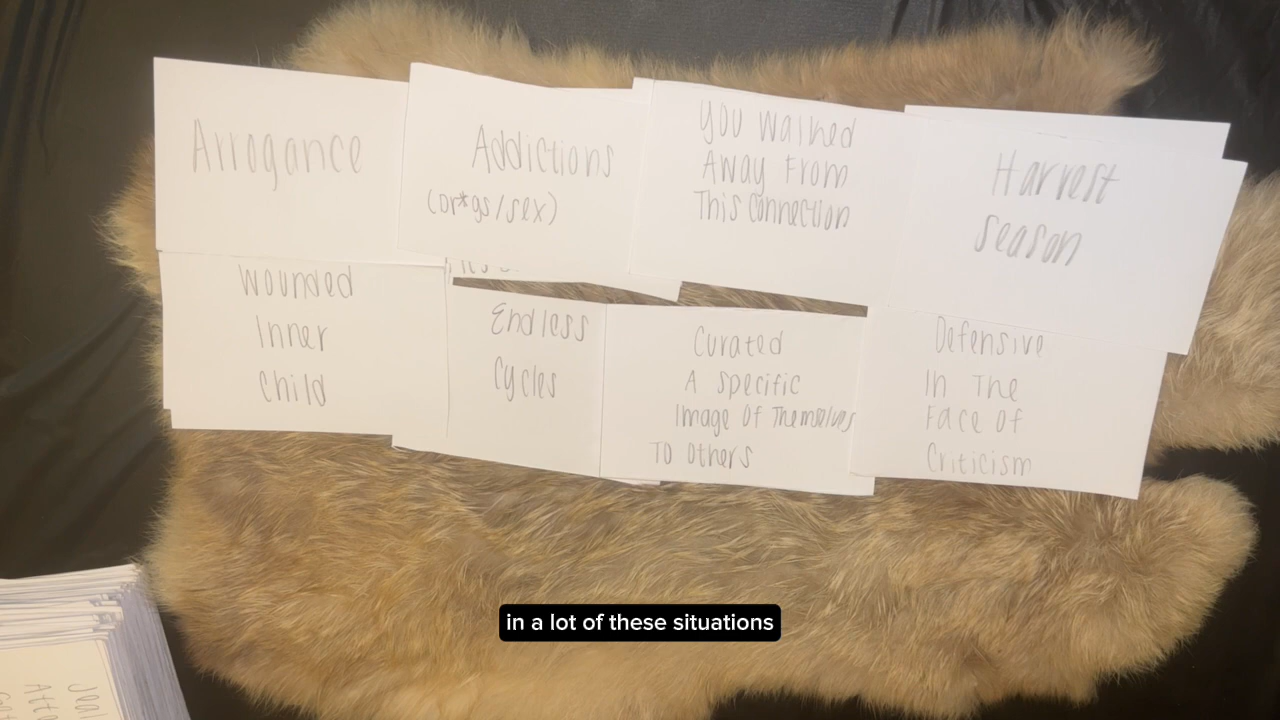 Arrogance
Addictions
(Dr*gs/sex)
You Walked
Away From
This Connection
Harvest
Season
Wounded
Inner
Child
Endless
Cycles
Curated
A Specific
Image Of Themselves
To Others
Defensive
In The
Face Of
Criticism
in a lot of these situations